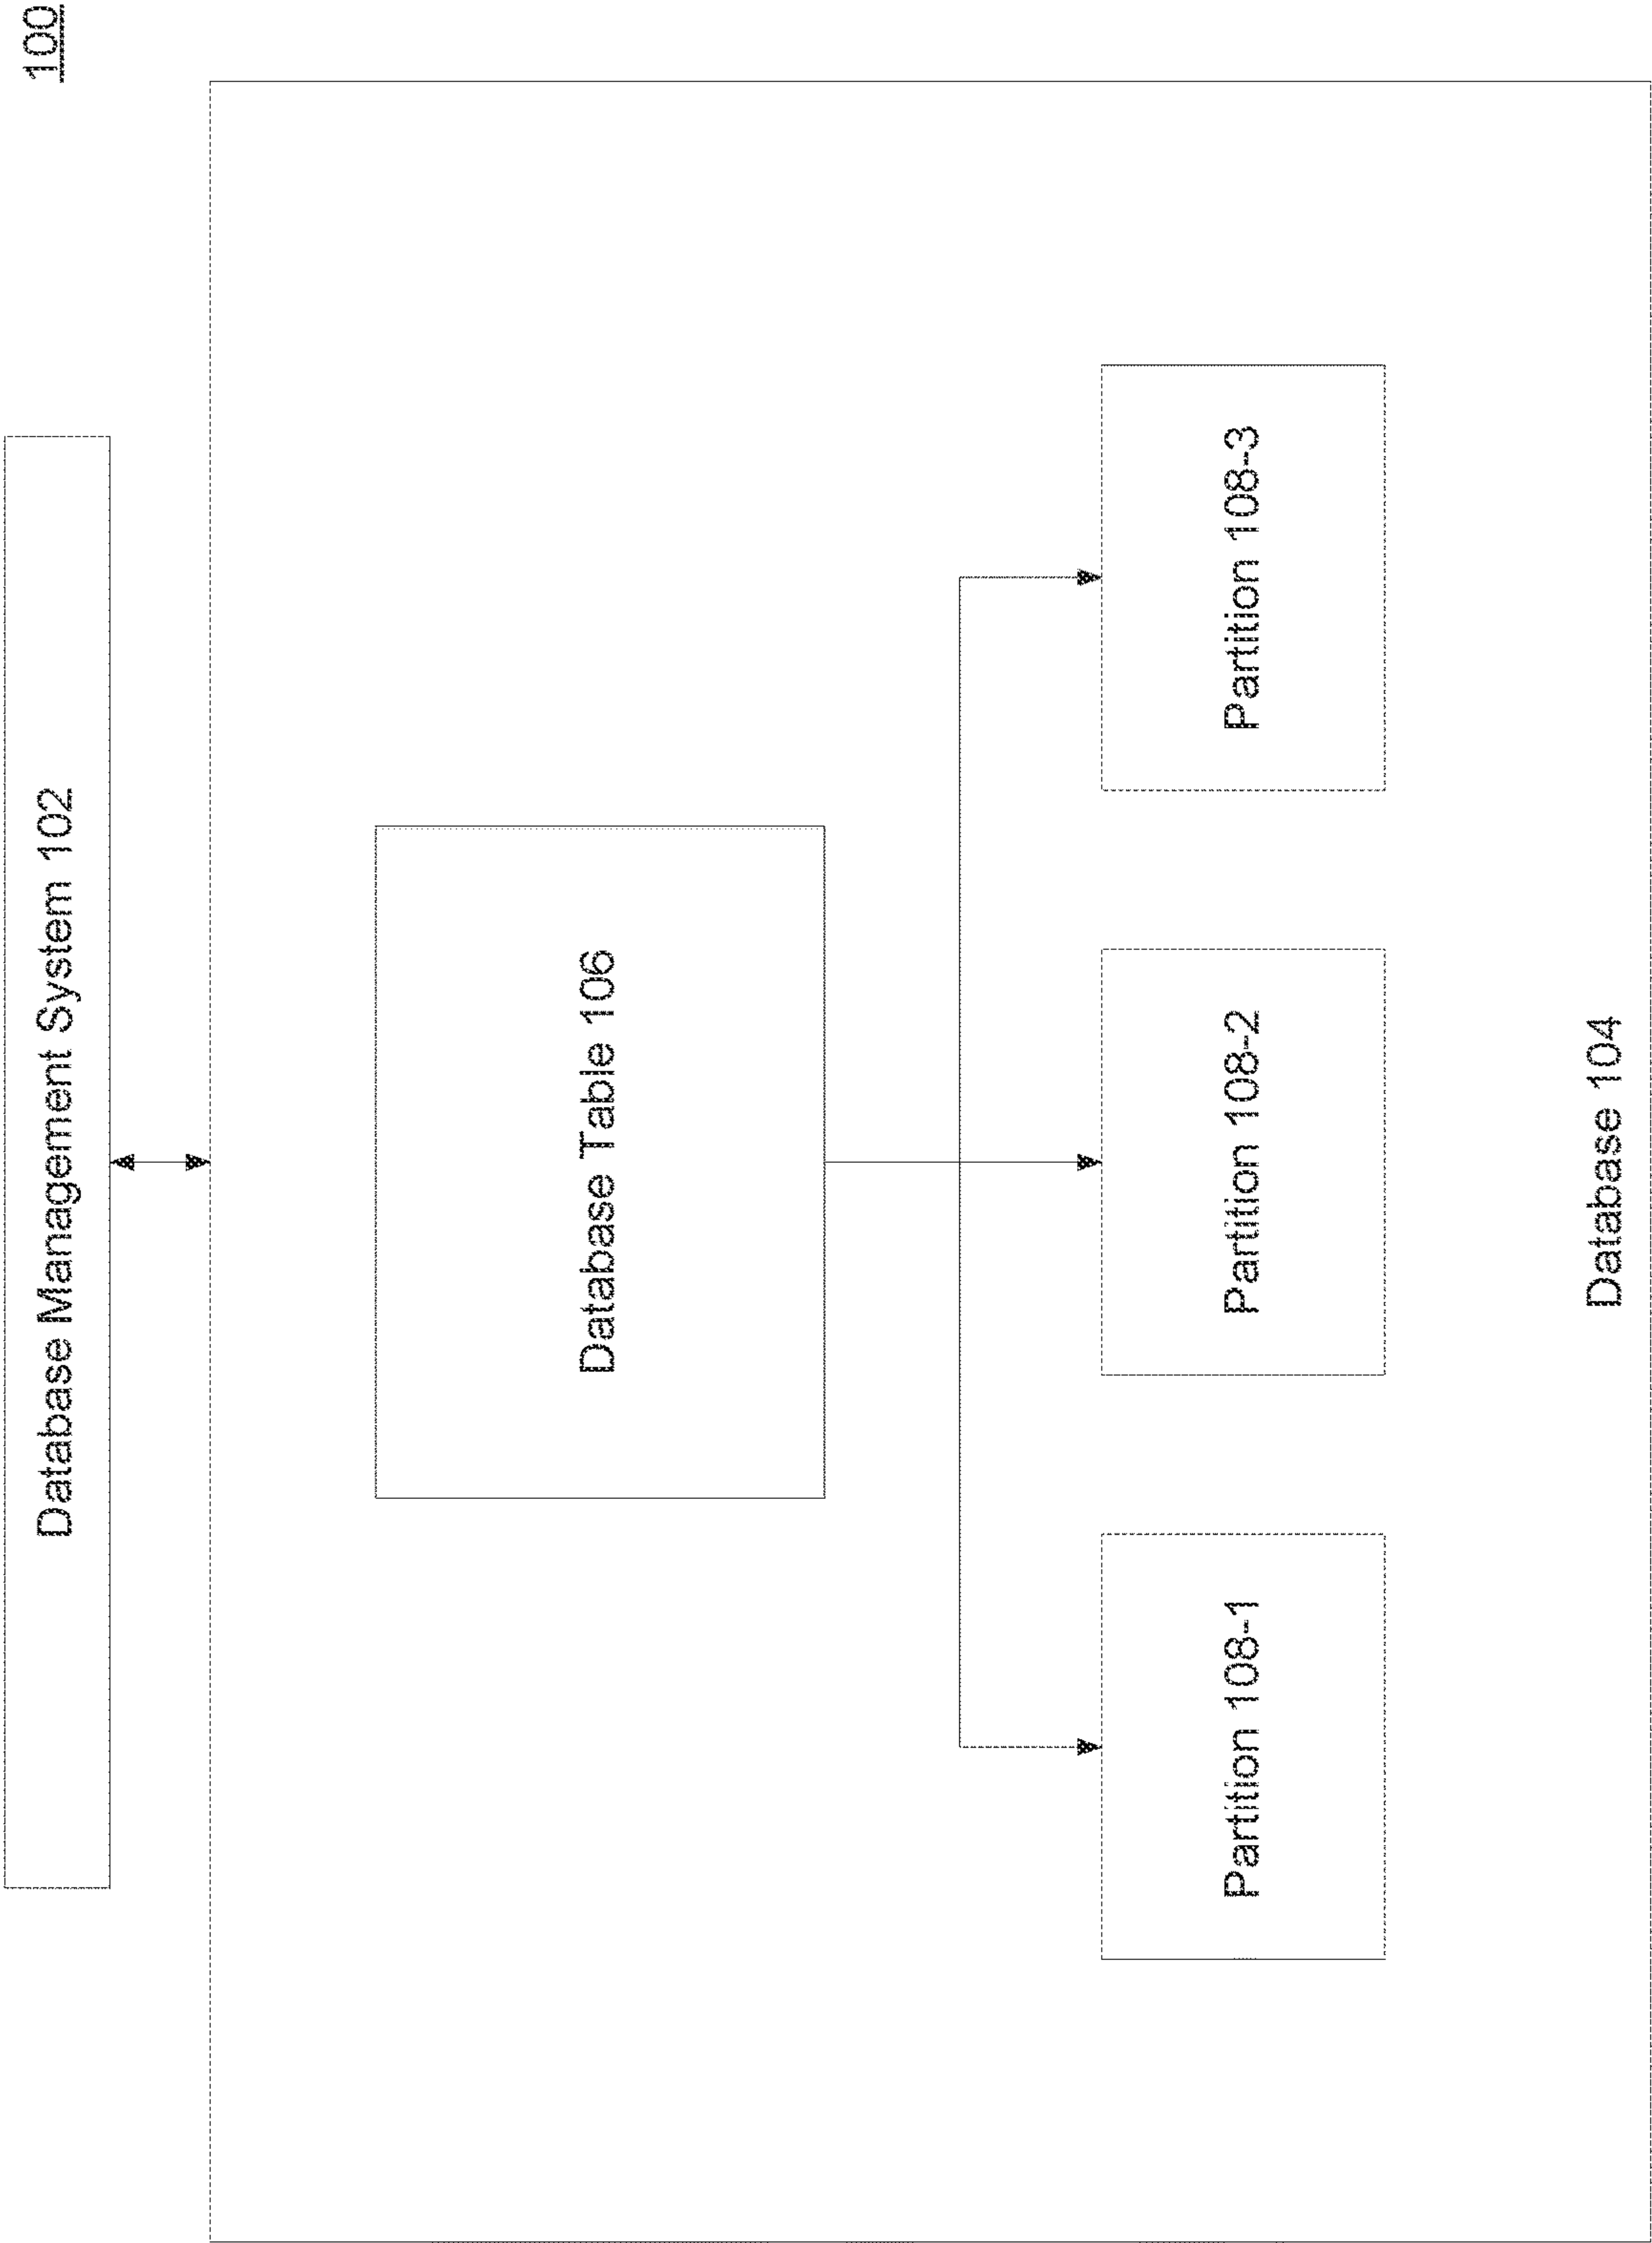 100
Database Management System 102
Database Table 106
Partition 108-1
Partition 108-2
Partition 108-3
Database 104